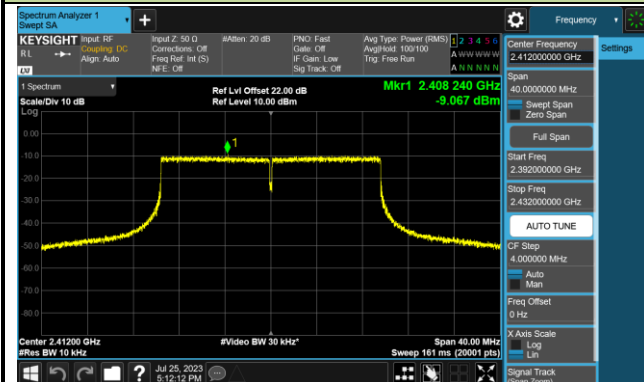 Spectrum Analyzer 1
Swept SA
+
Frequency
KEYSIGHT Input: RF Input Z: 50 Ω #Atten: 20 dB PNO: Fast Avg Type: Power (RMS) 1 2 3 4 5 6
RL Coupling: DC Corrections: Off Gate: Off Avg|Hold: 100/100 A WW WW W
Align: Auto Freq Ref: Int (S) IF Gain: Low Trig: Free Run
NFE: Off Sig Track: Off A N N N N N
1 Spectrum
Scale/Div 10 dB
Log
Ref Lvl Offset 22.00 dB
Ref Level 10.00 dBm
Mkr1 2.408 240 GHz
-9.067 dBm
1
0.00
-10.0
-20.0
-30.0
-40.0
-50.0
-60.0
-70.0
-80.0
Center 2.41200 GHz #Video BW 30 kHz* Span 40.00 MHz
#Res BW 10 kHz Sweep 161 ms (20001 pts)
Center Frequency
2.412000000 GHz
Settings
Span
40.0000000 MHz
Swept Span
Zero Span
Full Span
Start Freq
2.392000000 GHz
Stop Freq
2.432000000 GHz
AUTO TUNE
CF Step
4.000000 MHz
Auto
Man
Freq Offset
0 Hz
X Axis Scale
Log
Lin
Signal Track
(Span Zoom)
? Jul 25, 2023
5:12:12 PM